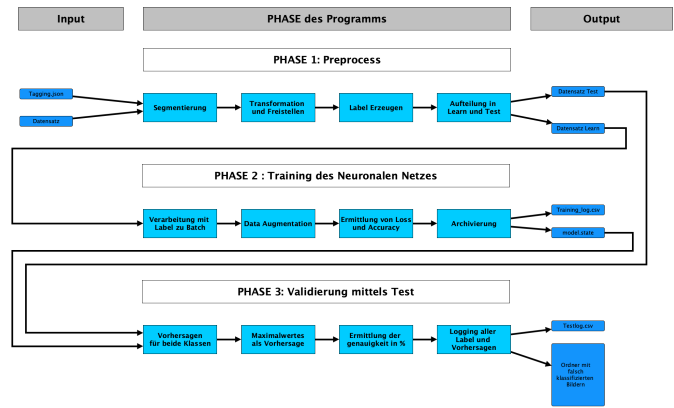 Input
PHASE des Programms
Output
PHASE 1: Preprocess
Tagging.json
Datensatz
Segmentierung
Transformation
und Freistellen
Label Erzeugen
Aufteilung in
Learn und Test
Datensatz Test
Datensatz Learn
PHASE 2 : Training des Neuronalen Netzes
Verarbeitung mit
Label zu Batch
Data Augmentation
Ermittlung von Loss
und Accuracy
Archivierung
Training_log.csv
model.state
PHASE 3: Validierung mittels Test
Vorhersagen
für beide Klassen
Maximalwertes
als Vorhersage
Ermittlung der
genauigkeit in %
Logging aller
Label und
Vorhersagen
Testlog.csv
Ordner mit
falsch
klassifizierten
Bildern